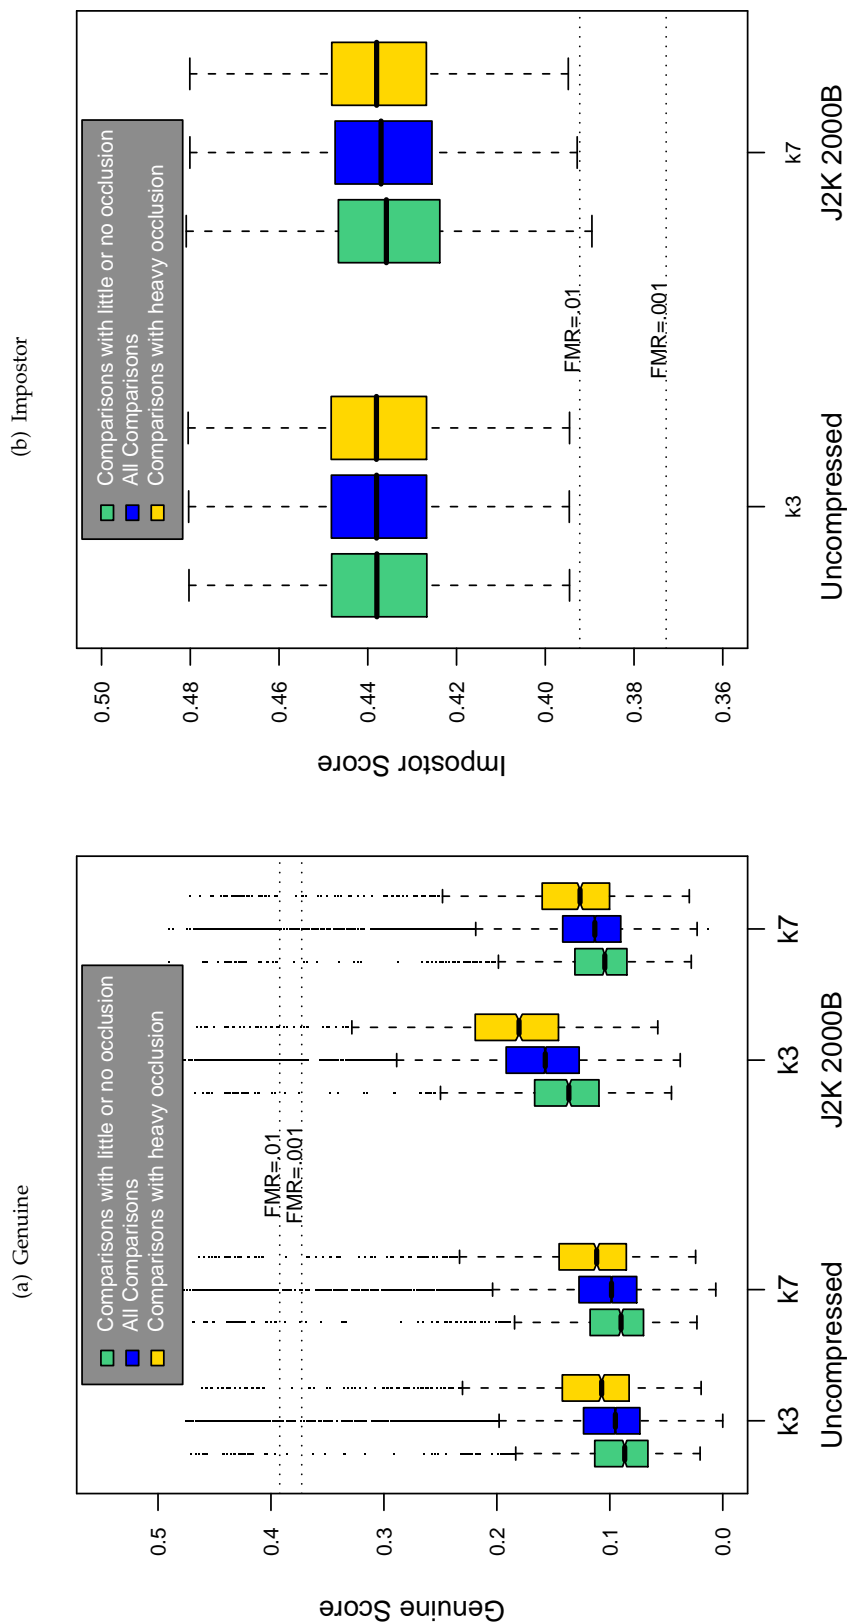 (a) Genuine
Comparisons with little or no occlusion
All Comparisons
Comparisons with heavy occlusion
FMR=.01
FMR=.001
Genuine Score
0.0
0.1
0.2
0.3
0.4
0.5
k3
k7
k3
k7
Uncompressed
J2K 2000B
(b) Impostor
Comparisons with little or no occlusion
All Comparisons
Comparisons with heavy occlusion
FMR=.01
FMR=.001
Impostor Score
0.36
0.38
0.40
0.42
0.44
0.46
0.48
0.50
k3
k7
Uncompressed
J2K 2000B